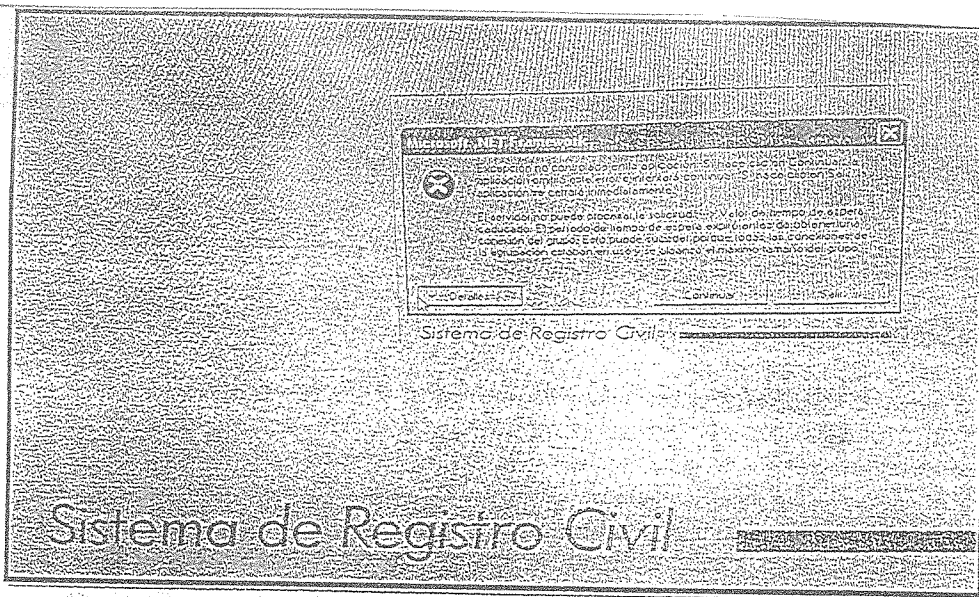 Microsoft .NET Framework
Excepción no controlada en la aplicación. Si hace clic en Continuar, la
aplicación omitirá este error e intentará continuar. Si hace clic en Salir, la
aplicación se cerrará inmediatamente.
El servidor no puede procesar la solicitud. ---> Valor de tiempo de espera
caducado. El período de tiempo de espera expiró antes de obtener una
conexión del grupo. Esto puede suceder porque todas las conexiones de
la agrupación estaban en uso y se alcanzó el máximo tamaño del grupo.
Detalles
Continuar
Salir
Sistema de Registro Civil
Sistema de Registro Civil